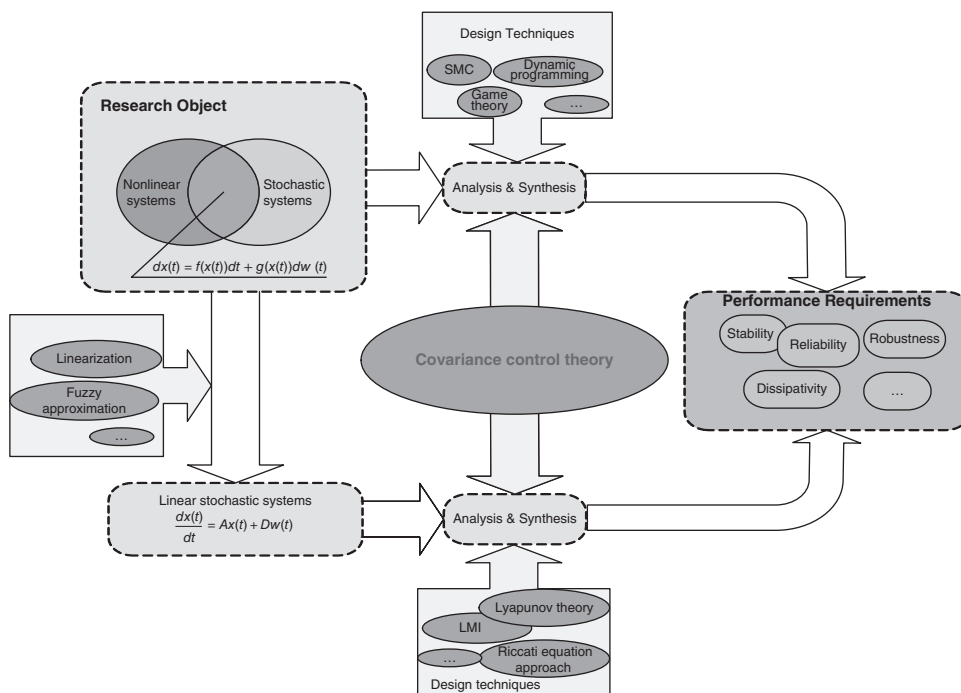 Design Techniques
SMC
Dynamic
programming
Game
theory
...
Research Object
Nonlinear
systems
Stochastic
systems
dx(t) = f(x(t))dt + g(x(t))dw (t)
Analysis & Synthesis
Linearization
Fuzzy
approximation
...
Covariance control theory
Performance Requirements
Stability
Reliability
Robustness
Dissipativity
...
Linear stochastic systems
dx(t)/dt = Ax(t) + Dw(t)
Analysis & Synthesis
Lyapunov theory
LMI
...
Riccati equation
approach
Design techniques